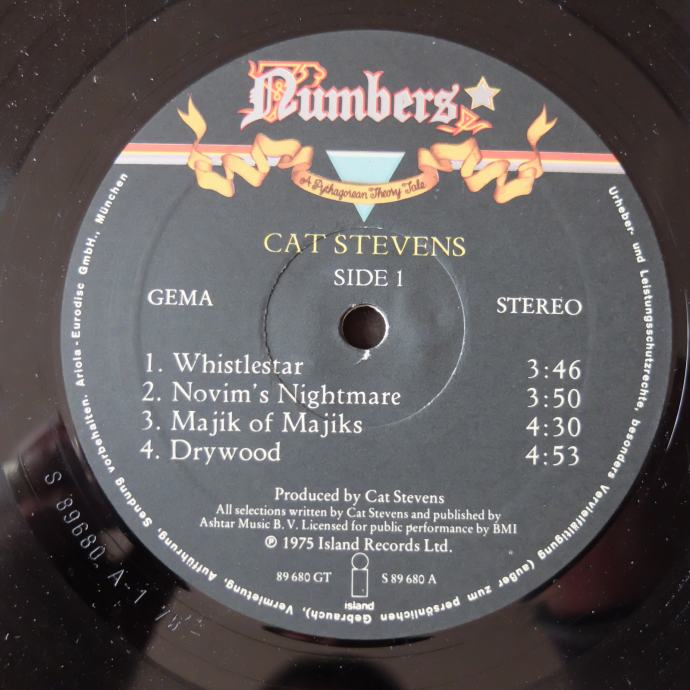 Numbers
A Pythagorean Theory Tale
CAT STEVENS
SIDE 1
GEMA
STEREO
1. Whistlestar 3:46
2. Novim's Nightmare 3:50
3. Majik of Majiks 4:30
4. Drywood 4:53
Produced by Cat Stevens
All selections written by Cat Stevens and published by
Ashtar Music B. V. Licensed for public performance by BMI
℗ 1975 Island Records Ltd.
89 680 GT
S 89 680 A
island
Urheber- und Leistungsschutzrechte, besonders Vervielfältigung (außer zum persönlichen Gebrauch), Vermietung, Aufführung, Sendung vorbehalten. Ariola-Eurodisc GmbH., München
S 89680 A-1